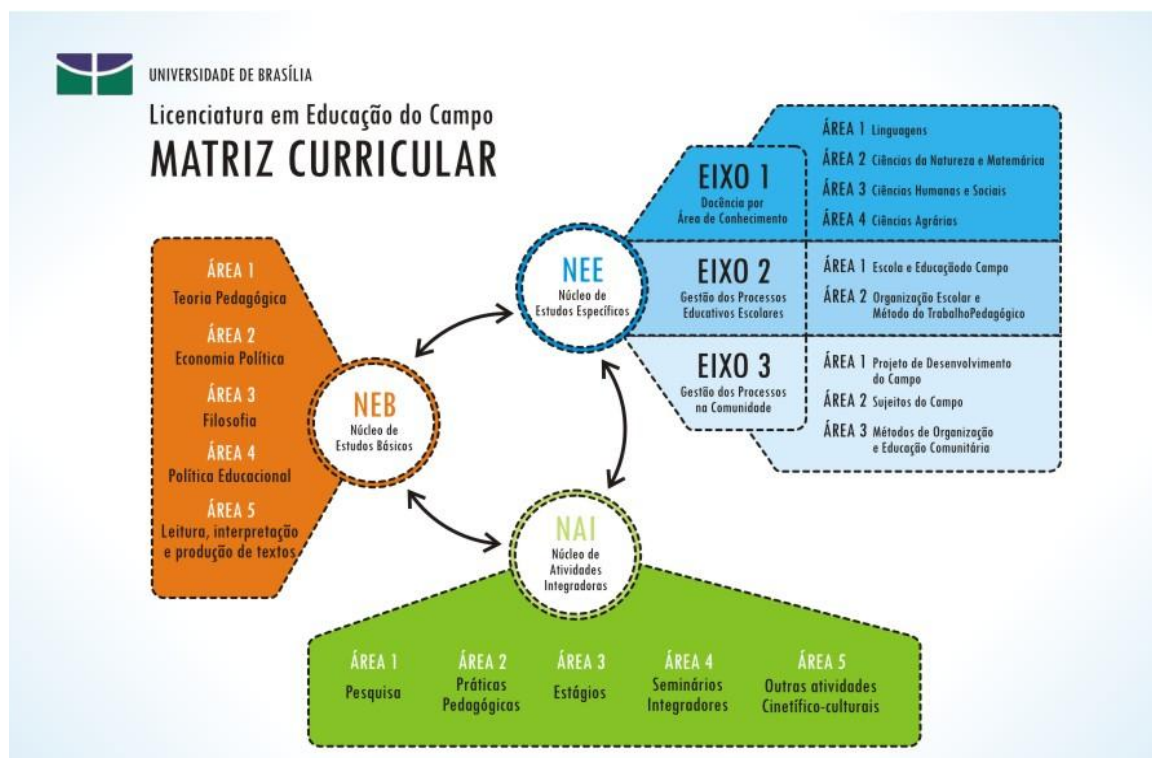 UNIVERSIDADE DE BRASÍLIA
Licenciatura em Educação do Campo
MATRIZ CURRICULAR
ÁREA 1
Teoria Pedagógica
ÁREA 2
Economia Política
ÁREA 3
Filosofia
ÁREA 4
Política Educacional
ÁREA 5
Leitura, interpretação
e produção de textos
NEB
Núcleo de
Estudos Básicos
NEE
Núcleo de
Estudos Específicos
EIXO 1
Docência por
Área de Conhecimento
ÁREA 1 Linguagens
ÁREA 2 Ciências da Natureza e Matemárica
ÁREA 3 Ciências Humanas e Sociais
ÁREA 4 Ciências Agrárias
EIXO 2
Gestão dos Processos
Educativos Escolares
ÁREA 1 Escola e Educaçãodo Campo
ÁREA 2 Organização Escolar e
Método do TrabalhoPedagógico
EIXO 3
Gestão dos Processos
na Comunidade
ÁREA 1 Projeto de Desenvolvimento
do Campo
ÁREA 2 Sujeitos do Campo
ÁREA 3 Métodos de Organização
e Educação Comunitária
NAI
Núcleo de
Atividades
Integradoras
ÁREA 1
Pesquisa
ÁREA 2
Práticas
Pedagógicas
ÁREA 3
Estágios
ÁREA 4
Seminários
Integradores
ÁREA 5
Outras atividades
Cinetífico-culturais